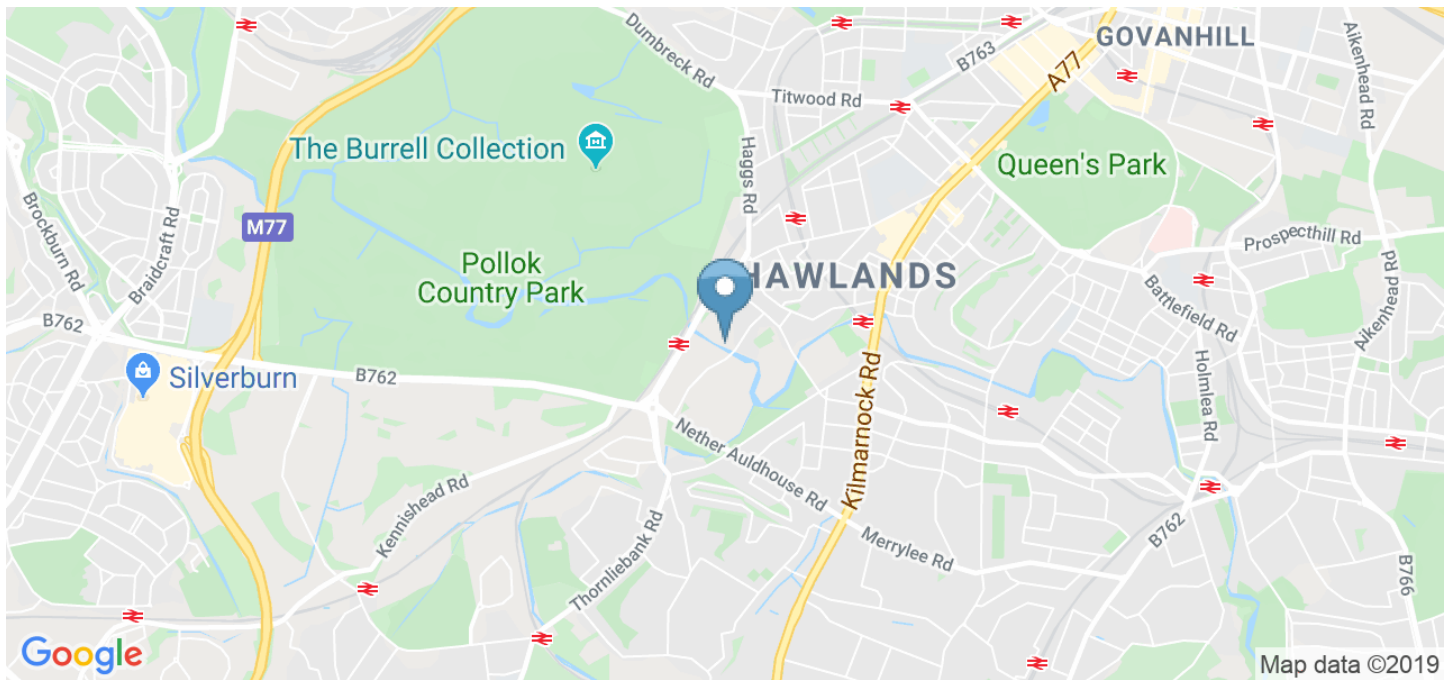 Dumbreck Rd
B763
GOVANHILL
Aikenhead Rd
A77
Titwood Rd
The Burrell Collection
Haggs Rd
Queen's Park
Brockburn Rd
Braidcraft Rd
M77
Prospecthill Rd
Pollok
Country Park
HAWLANDS
Battlefield Rd
Aikenhead Rd
B762
Silverburn
B762
Kilmarnock Rd
Holmlea Rd
Nether Auldhouse Rd
Kennishead Rd
Thornliebank Rd
Merrylee Rd
B762
B766
Google
Map data ©2019